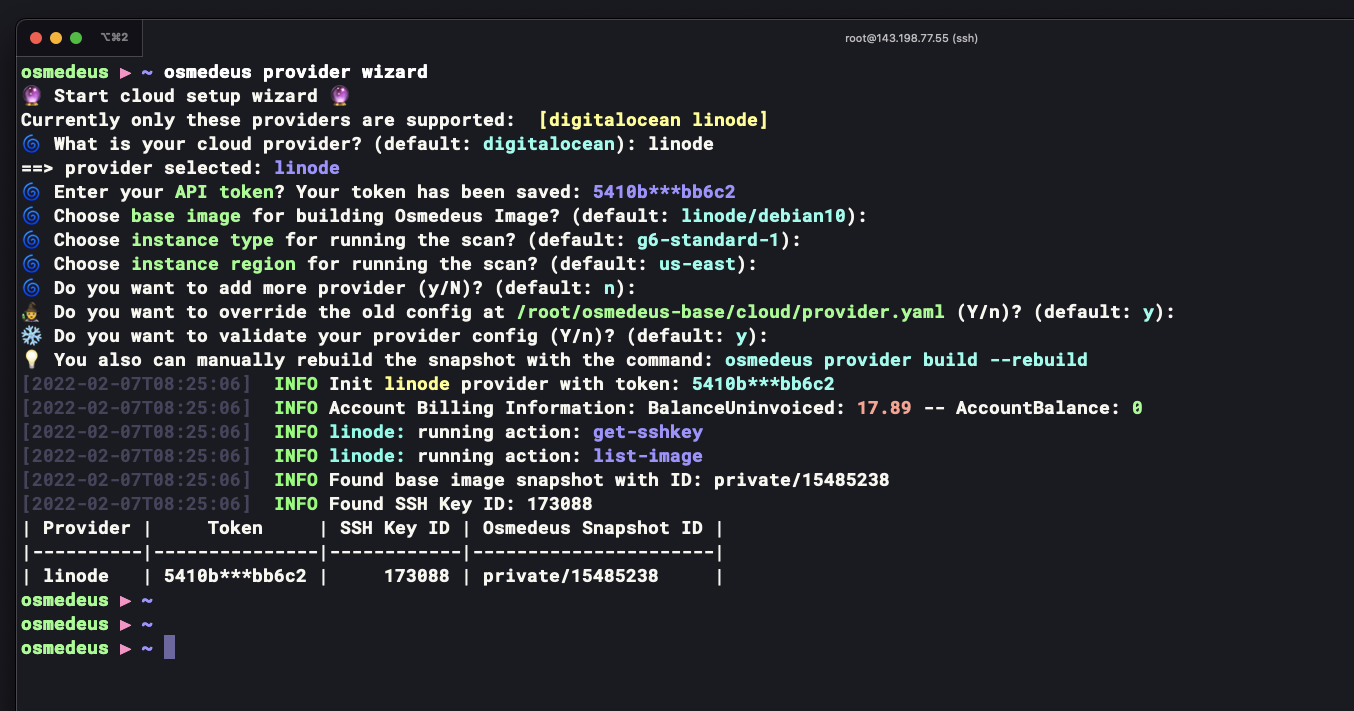 ⌥⌘2
root@143.198.77.55 (ssh)
osmedeus ▶ ~ osmedeus provider wizard
🔮 Start cloud setup wizard 🔮
Currently only these providers are supported:  [digitalocean linode]
🌀 What is your cloud provider? (default: digitalocean): linode
==> provider selected: linode
🌀 Enter your API token? Your token has been saved: 5410b***bb6c2
🌀 Choose base image for building Osmedeus Image? (default: linode/debian10):
🌀 Choose instance type for running the scan? (default: g6-standard-1):
🌀 Choose instance region for running the scan? (default: us-east):
🌀 Do you want to add more provider (y/N)? (default: n):
🧙 Do you want to override the old config at /root/osmedeus-base/cloud/provider.yaml (Y/n)? (default: y):
❄️ Do you want to validate your provider config (Y/n)? (default: y):
💡 You also can manually rebuild the snapshot with the command: osmedeus provider build --rebuild
[2022-02-07T08:25:06]  INFO Init linode provider with token: 5410b***bb6c2
[2022-02-07T08:25:06]  INFO Account Billing Information: BalanceUninvoiced: 17.89 -- AccountBalance: 0
[2022-02-07T08:25:06]  INFO linode: running action: get-sshkey
[2022-02-07T08:25:06]  INFO linode: running action: list-image
[2022-02-07T08:25:06]  INFO Found base image snapshot with ID: private/15485238
[2022-02-07T08:25:06]  INFO Found SSH Key ID: 173088
| Provider |     Token     | SSH Key ID | Osmedeus Snapshot ID |
|----------|---------------|------------|----------------------|
| linode   | 5410b***bb6c2 |     173088 | private/15485238     |
osmedeus ▶ ~
osmedeus ▶ ~
osmedeus ▶ ~